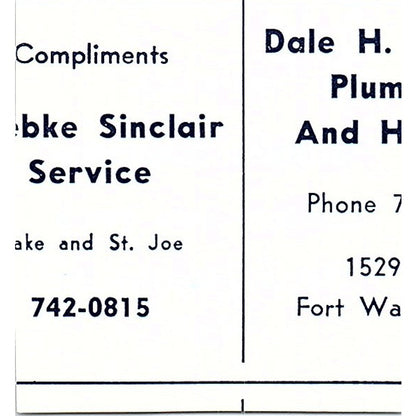 Compliments
ebke Sinclair
Service
ake and St. Joe
742-0815
Dale H.
Plum
And H
Phone 7
1529
Fort Wa